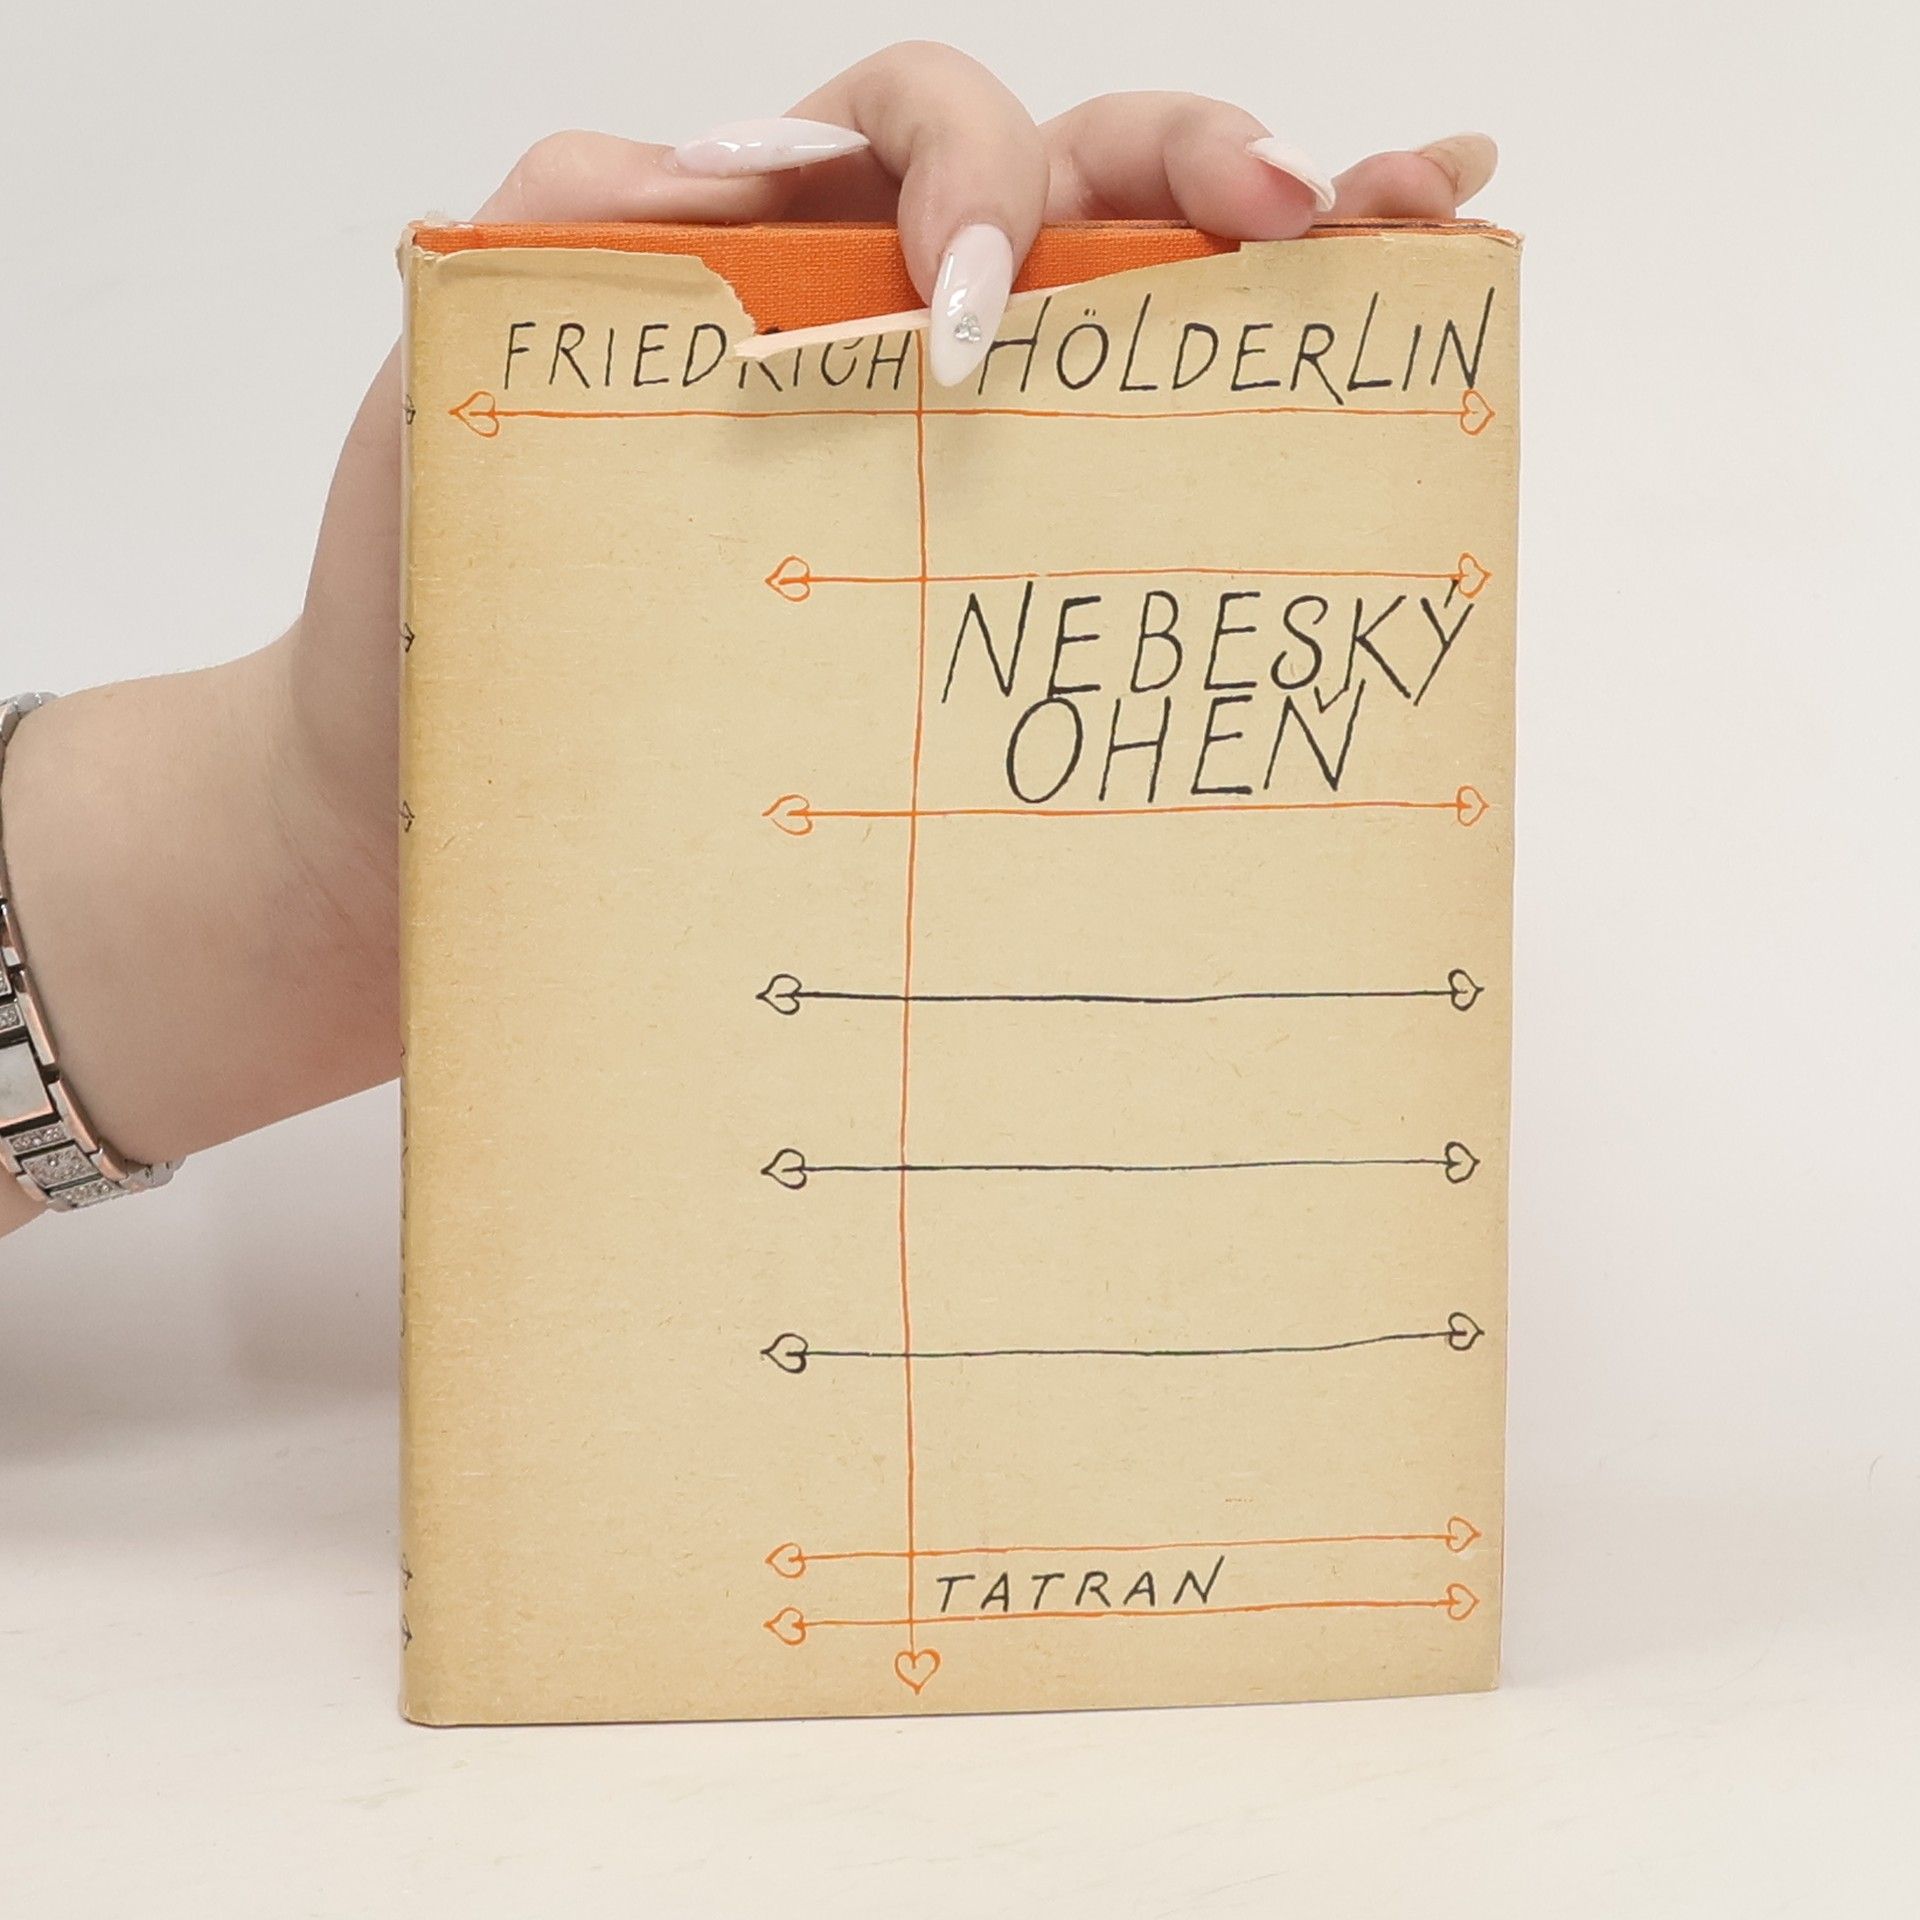 FRIEDRICH HÖLDERLIN
NEBESKÝ
OHEŇ
TATRAN